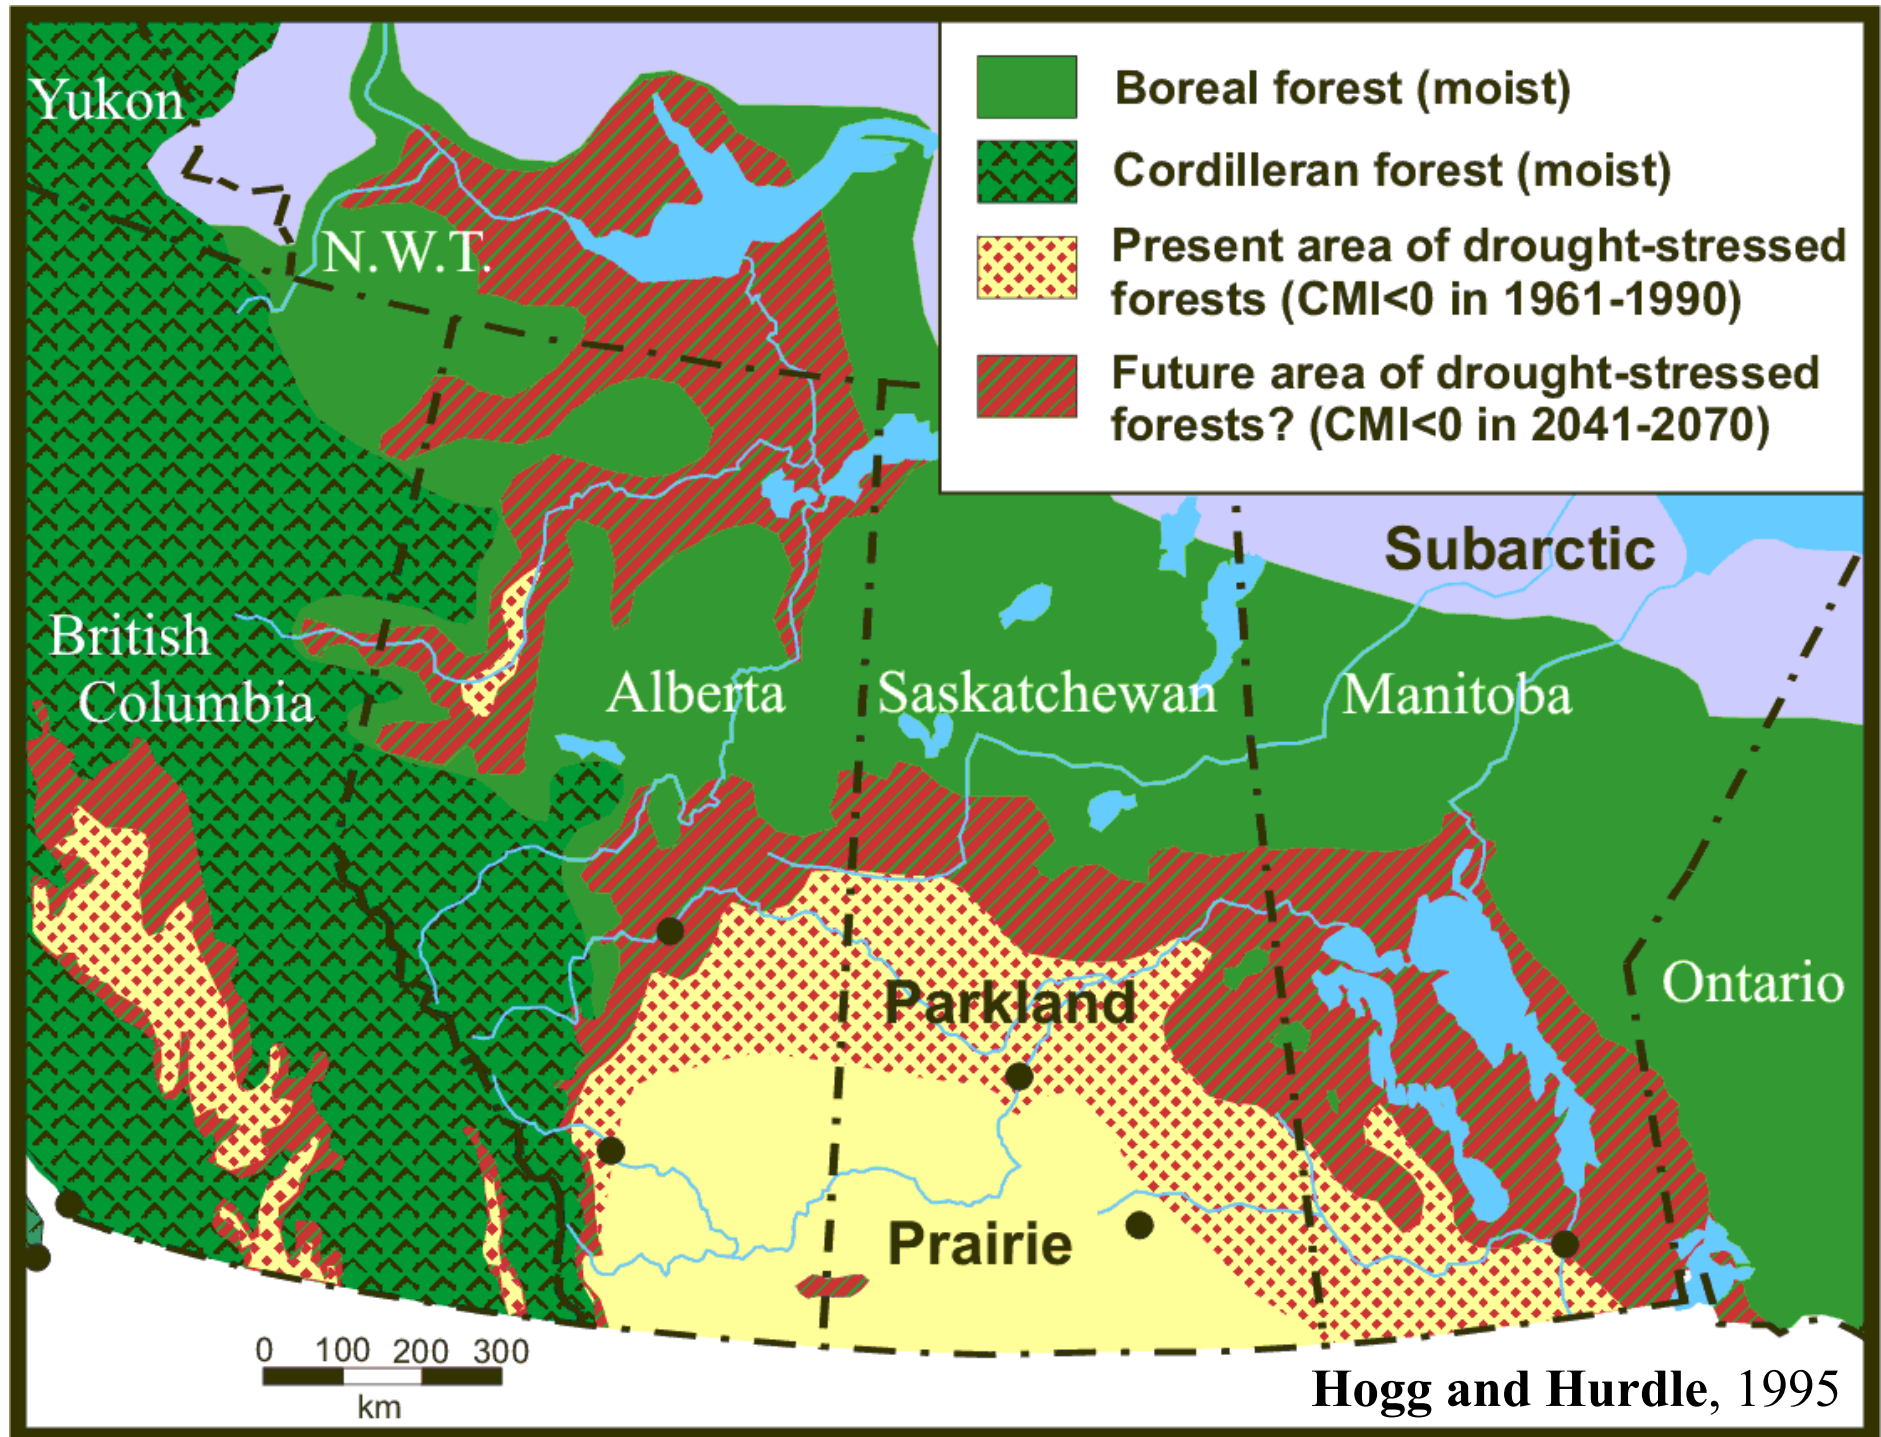 Yukon
N.W.T.
British
Columbia
Alberta
Saskatchewan
Manitoba
Ontario
Subarctic
Parkland
Prairie
Boreal forest (moist)
Cordilleran forest (moist)
Present area of drought-stressed
forests (CMI<0 in 1961-1990)
Future area of drought-stressed
forests? (CMI<0 in 2041-2070)
0 100 200 300
km
Hogg and Hurdle, 1995